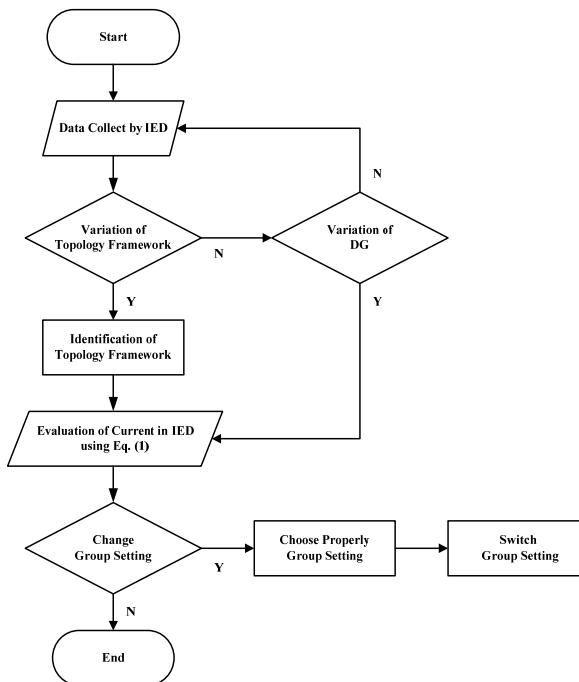 Start
Data Collect by IED
N
Variation of
Topology Framework
Variation of
DG
N
Y
Y
Identification of
Topology Framework
Evaluation of Current in IED
using Eq. (1)
Change
Group Setting
Choose Properly
Group Setting
Switch
Group Setting
Y
N
End